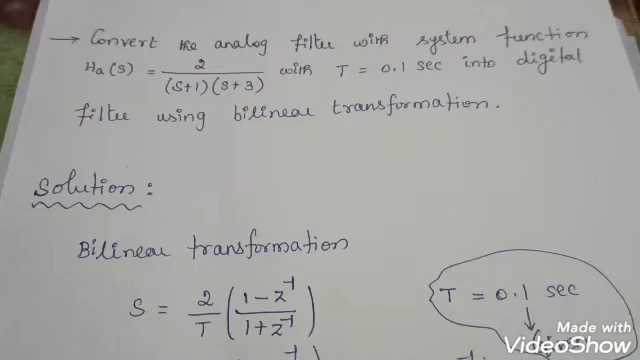 → Convert the analog filter with system function
Ha(s) = 2/((S+1)(S+3)) with T = 0.1 sec into digital
filter using bilinear transformation.
Solution:
Bilinear transformation
S = 2/T ((1-z⁻¹)/(1+z⁻¹))
T = 0.1 sec
Made with
VideoShow